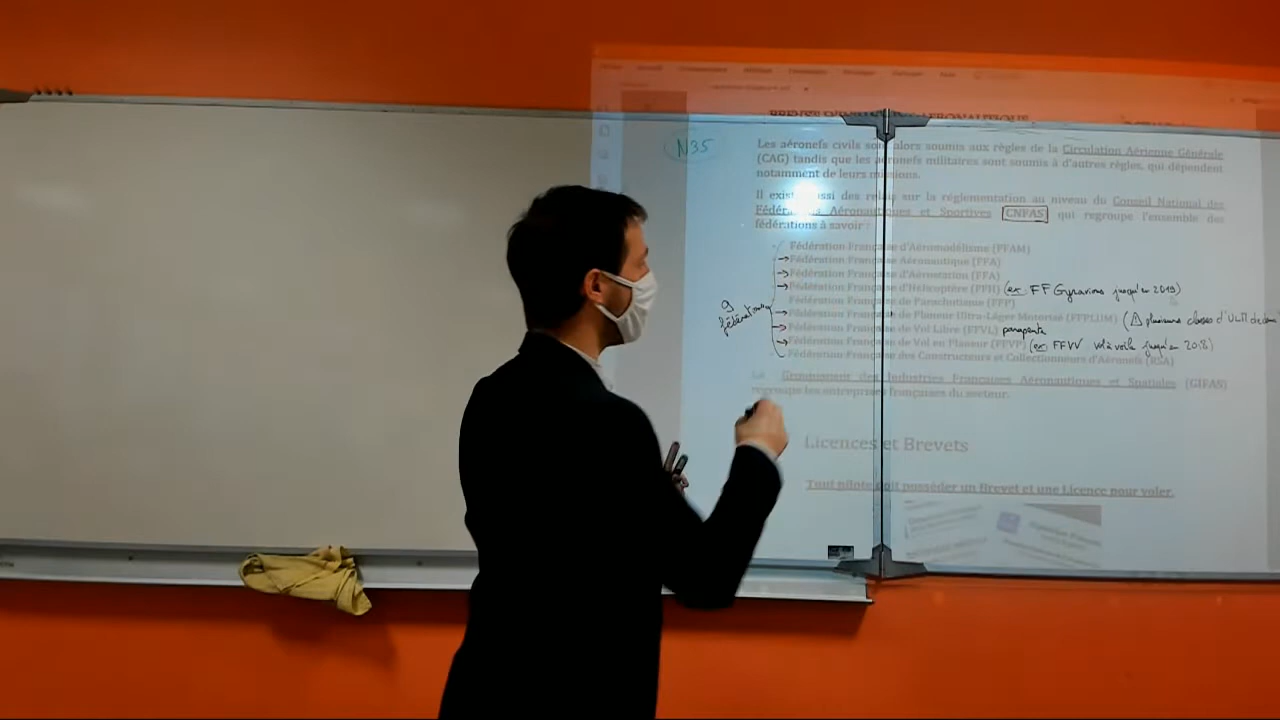 N35
Les aéronefs civils sont alors soumis aux règles de la Circulation Aérienne Générale
(CAG) tandis que les aéronefs militaires sont soumis à d'autres règles, qui dépendent
notamment de leurs missions.
Il existe aussi des relais sur la réglementation au niveau du Conseil National des
Fédérations Aéronautiques et Sportives CNFAS qui regroupe l'ensemble des
fédérations à savoir :
Fédération Française d'Aéromodélisme (FFAM)
Fédération Française Aéronautique (FFA)
Fédération Française d'Aérostation (FFA)
Fédération Française d'Hélicoptère (FFH) (ex FF Gyravions jusqu'en 2019)
Fédération Française de Parachutisme (FFP)
9 fédérations
Fédération Française de Planeur Ultra-Léger Motorisé (FFPLUM) (⚠ plusieurs classes d'ULM
Fédération Française de Vol Libre (FFVL) parapente
Fédération Française de Vol en Planeur (FFVP) (ex FFVV vol à voile jusqu'en 2018)
Fédération Française des Constructeurs et Collectionneurs d'Aéronefs (RSA)
Le Groupement des Industries Françaises Aéronautiques et Spatiales (GIFAS)
regroupe les entreprises françaises du secteur.
Licences et Brevets
Tout pilote doit posséder un Brevet et une Licence pour voler.